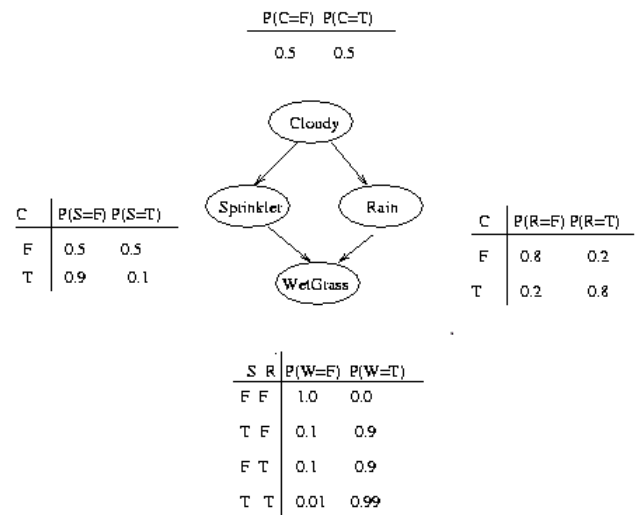 P(C=F) P(C=T)
0.5 0.5
Cloudy
Sprinkler
Rain
WetGrass
C P(S=F) P(S=T)
F 0.5 0.5
T 0.9 0.1
C P(R=F) P(R=T)
F 0.8 0.2
T 0.2 0.8
S R P(W=F) P(W=T)
F F 1.0 0.0
T F 0.1 0.9
F T 0.1 0.9
T T 0.01 0.99